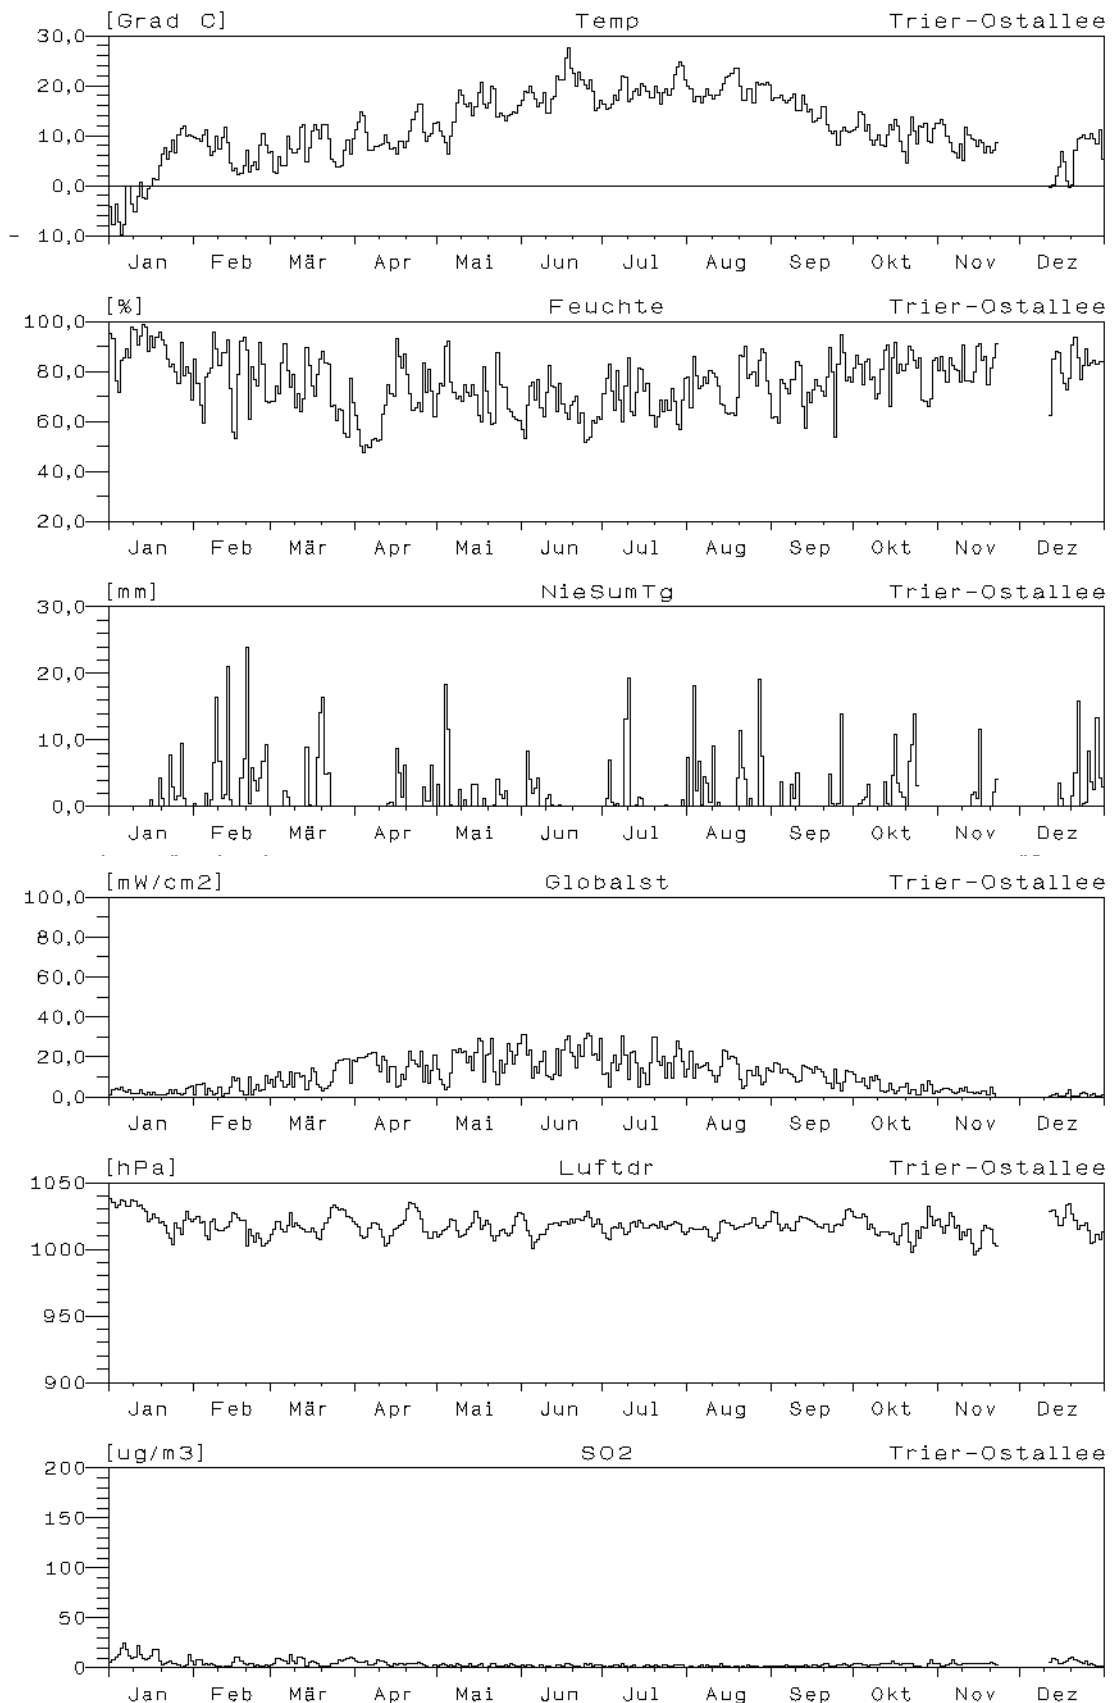 [Grad C] Temp Trier-Ostallee
30,0
20,0
10,0
0,0
- 10,0
Jan Feb Mär Apr Mai Jun Jul Aug Sep Okt Nov Dez
[%] Feuchte Trier-Ostallee
100,0
80,0
60,0
40,0
20,0
Jan Feb Mär Apr Mai Jun Jul Aug Sep Okt Nov Dez
[mm] NieSumTg Trier-Ostallee
30,0
20,0
10,0
0,0
Jan Feb Mär Apr Mai Jun Jul Aug Sep Okt Nov Dez
[mW/cm2] Globalst Trier-Ostallee
100,0
80,0
60,0
40,0
20,0
0,0
Jan Feb Mär Apr Mai Jun Jul Aug Sep Okt Nov Dez
[hPa] Luftdr Trier-Ostallee
1050
1000
950
900
Jan Feb Mär Apr Mai Jun Jul Aug Sep Okt Nov Dez
[ug/m3] SO2 Trier-Ostallee
200
150
100
50
0
Jan Feb Mär Apr Mai Jun Jul Aug Sep Okt Nov Dez